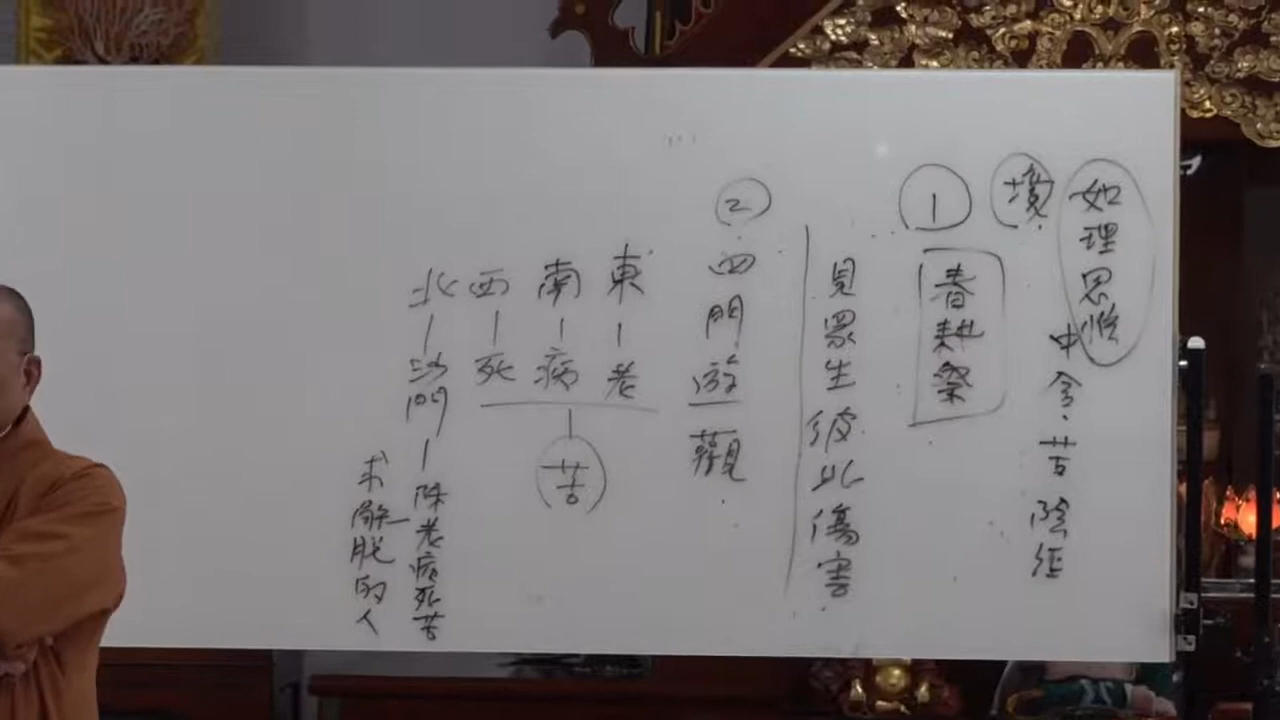 如理思惟
境
中含.苦陰經
1
春耕祭
見眾生彼此傷害
2
四門遊觀
東-老
南-病
西-死
苦
北-沙門-除老病死苦
求解脫的人